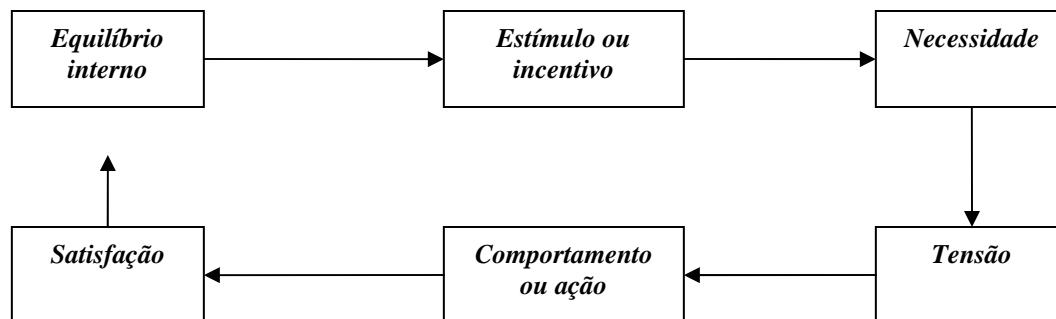 Equilíbrio
interno
Estímulo ou
incentivo
Necessidade
Satisfação
Comportamento
ou ação
Tensão